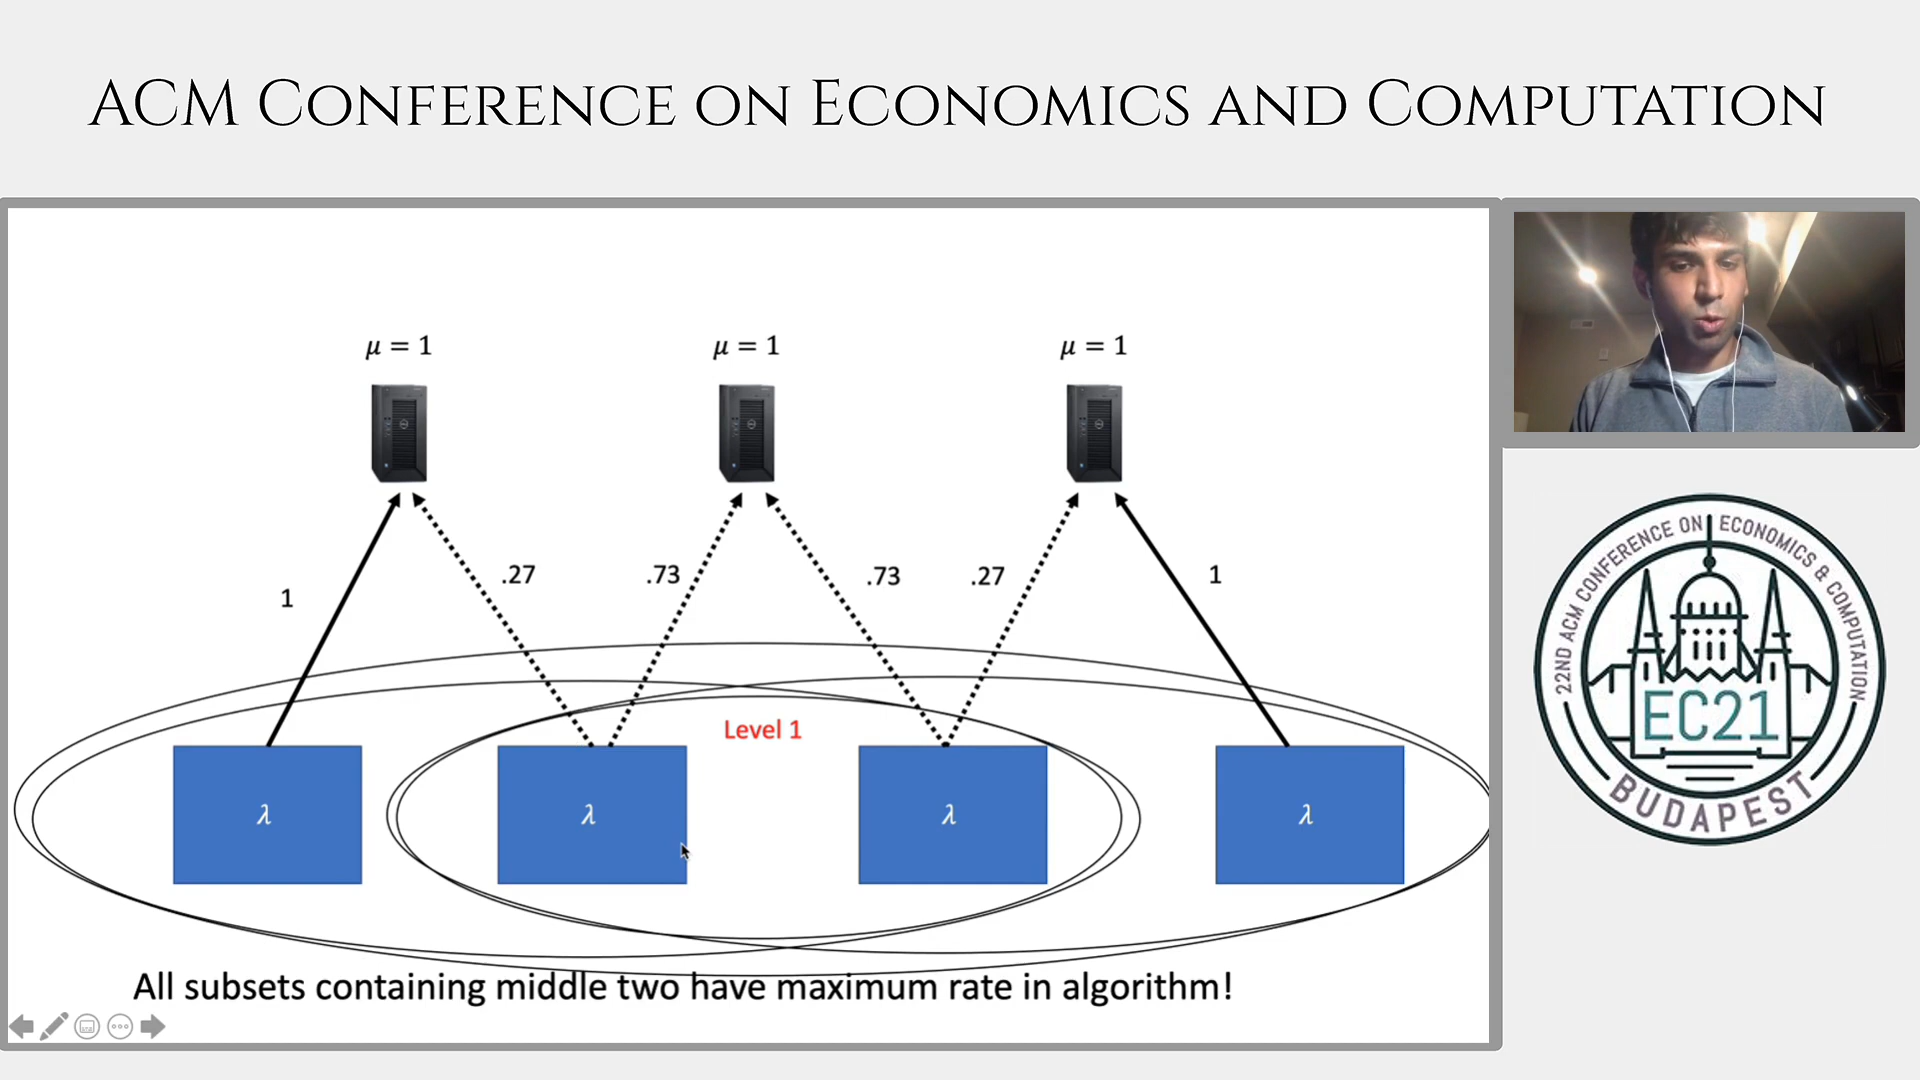 ACM Conference on Economics and Computation
μ = 1
μ = 1
μ = 1
1
.27
.73
.73
.27
1
Level 1
λ
λ
λ
λ
All subsets containing middle two have maximum rate in algorithm!
22ND ACM CONFERENCE ON ECONOMICS & COMPUTATION
EC21
BUDAPEST